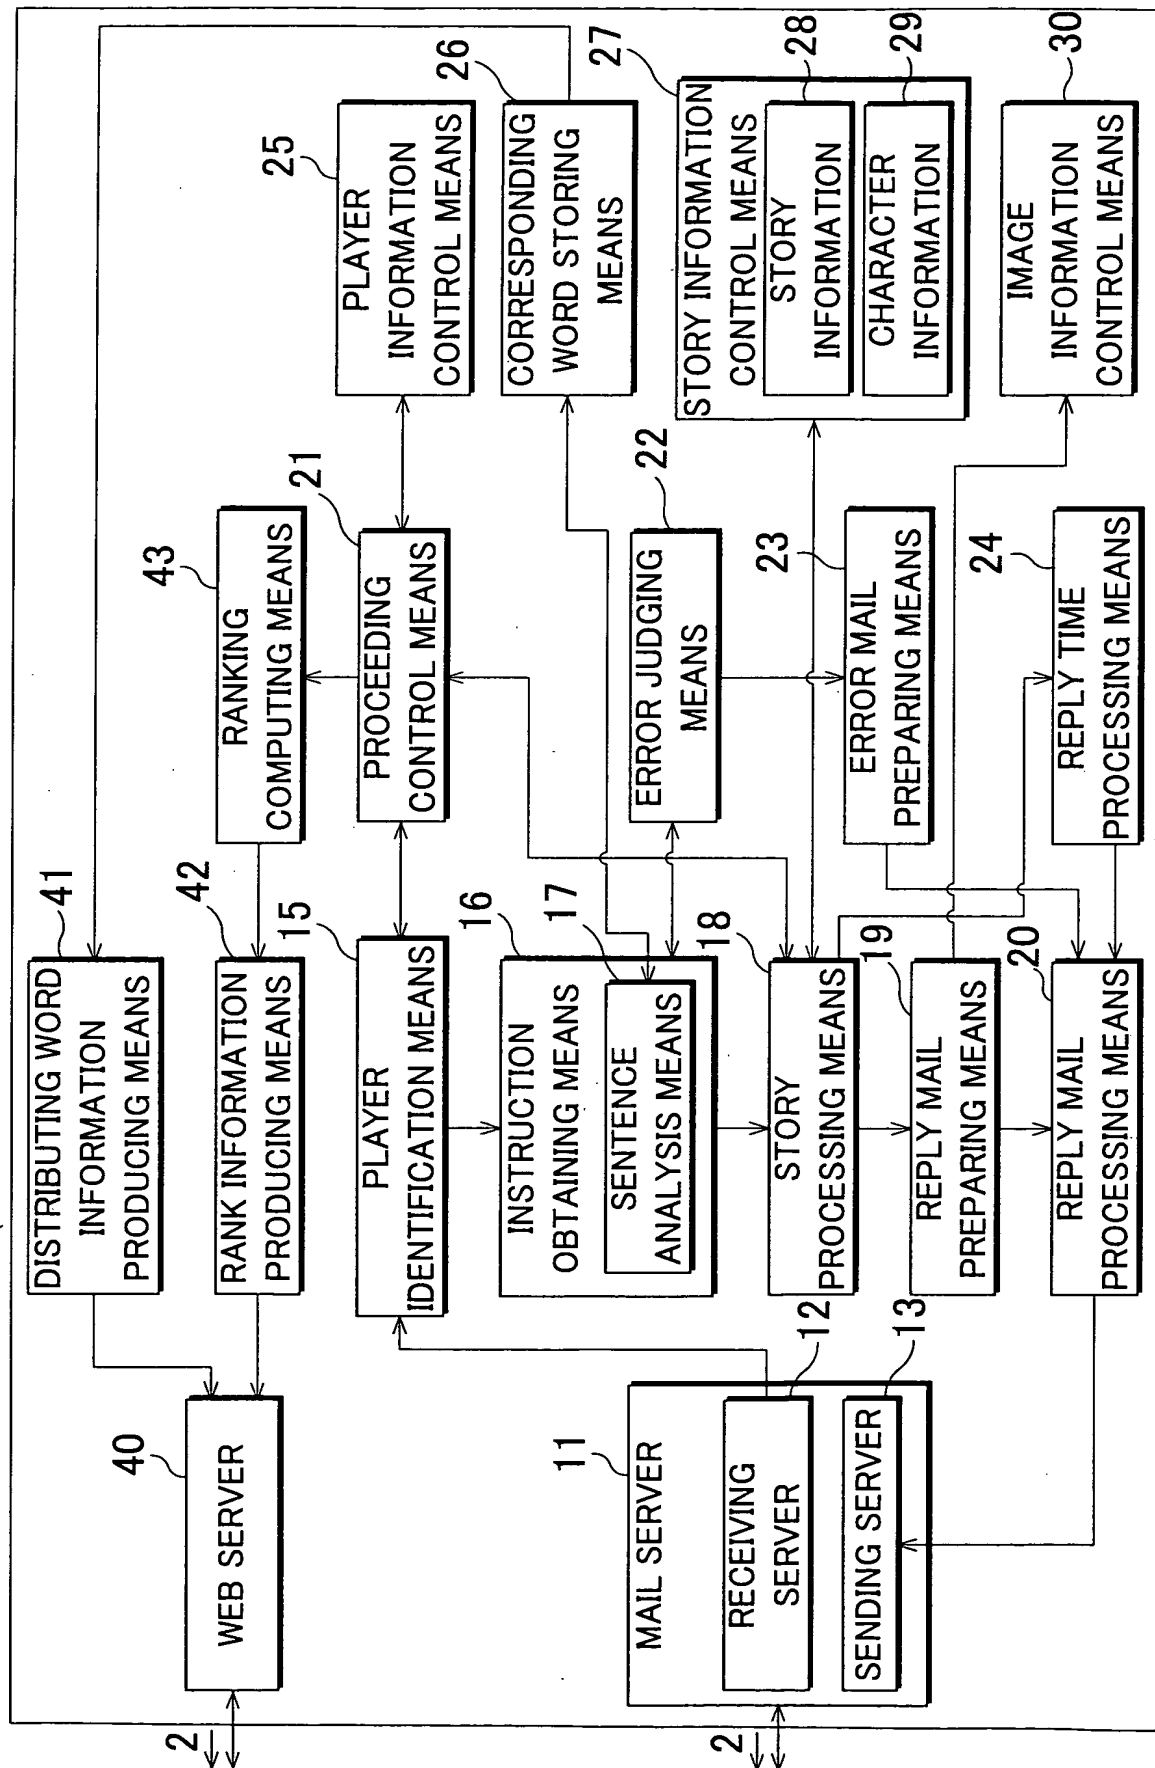 2
40
WEB SERVER
41
DISTRIBUTING WORD
INFORMATION
PRODUCING MEANS
42
RANK INFORMATION
PRODUCING MEANS
43
RANKING
COMPUTING MEANS
15
PLAYER
IDENTIFICATION MEANS
21
PROCEEDING
CONTROL MEANS
25
PLAYER
INFORMATION
CONTROL MEANS
26
CORRESPONDING
WORD STORING
MEANS
16
INSTRUCTION
OBTAINING MEANS
17
SENTENCE
ANALYSIS MEANS
22
ERROR JUDGING
MEANS
27
STORY INFORMATION
CONTROL MEANS
28
STORY
INFORMATION
29
CHARACTER
INFORMATION
2
11
MAIL SERVER
12
RECEIVING
SERVER
13
SENDING SERVER
18
STORY
PROCESSING MEANS
23
ERROR MAIL
PREPARING MEANS
19
REPLY MAIL
PREPARING MEANS
30
IMAGE
INFORMATION
CONTROL MEANS
20
REPLY MAIL
PROCESSING MEANS
24
REPLY TIME
PROCESSING MEANS